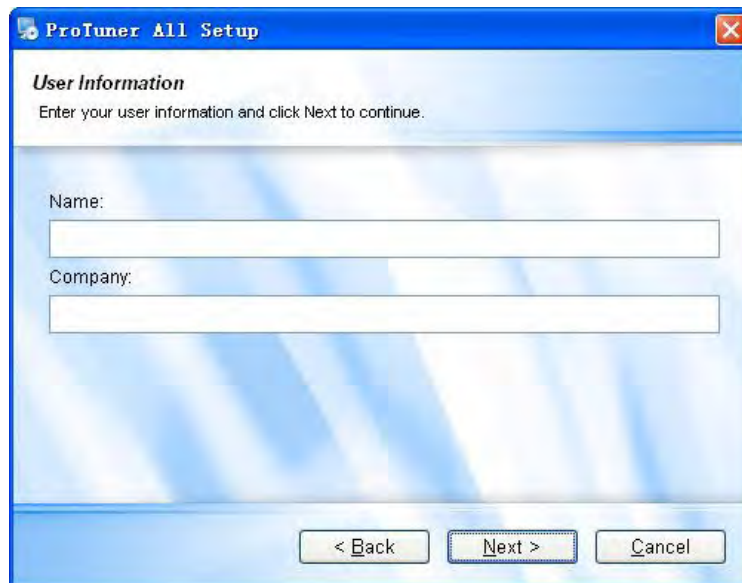 ProTuner All Setup
User Information
Enter your user information and click Next to continue.
Name:
Company:
< Back Next > Cancel